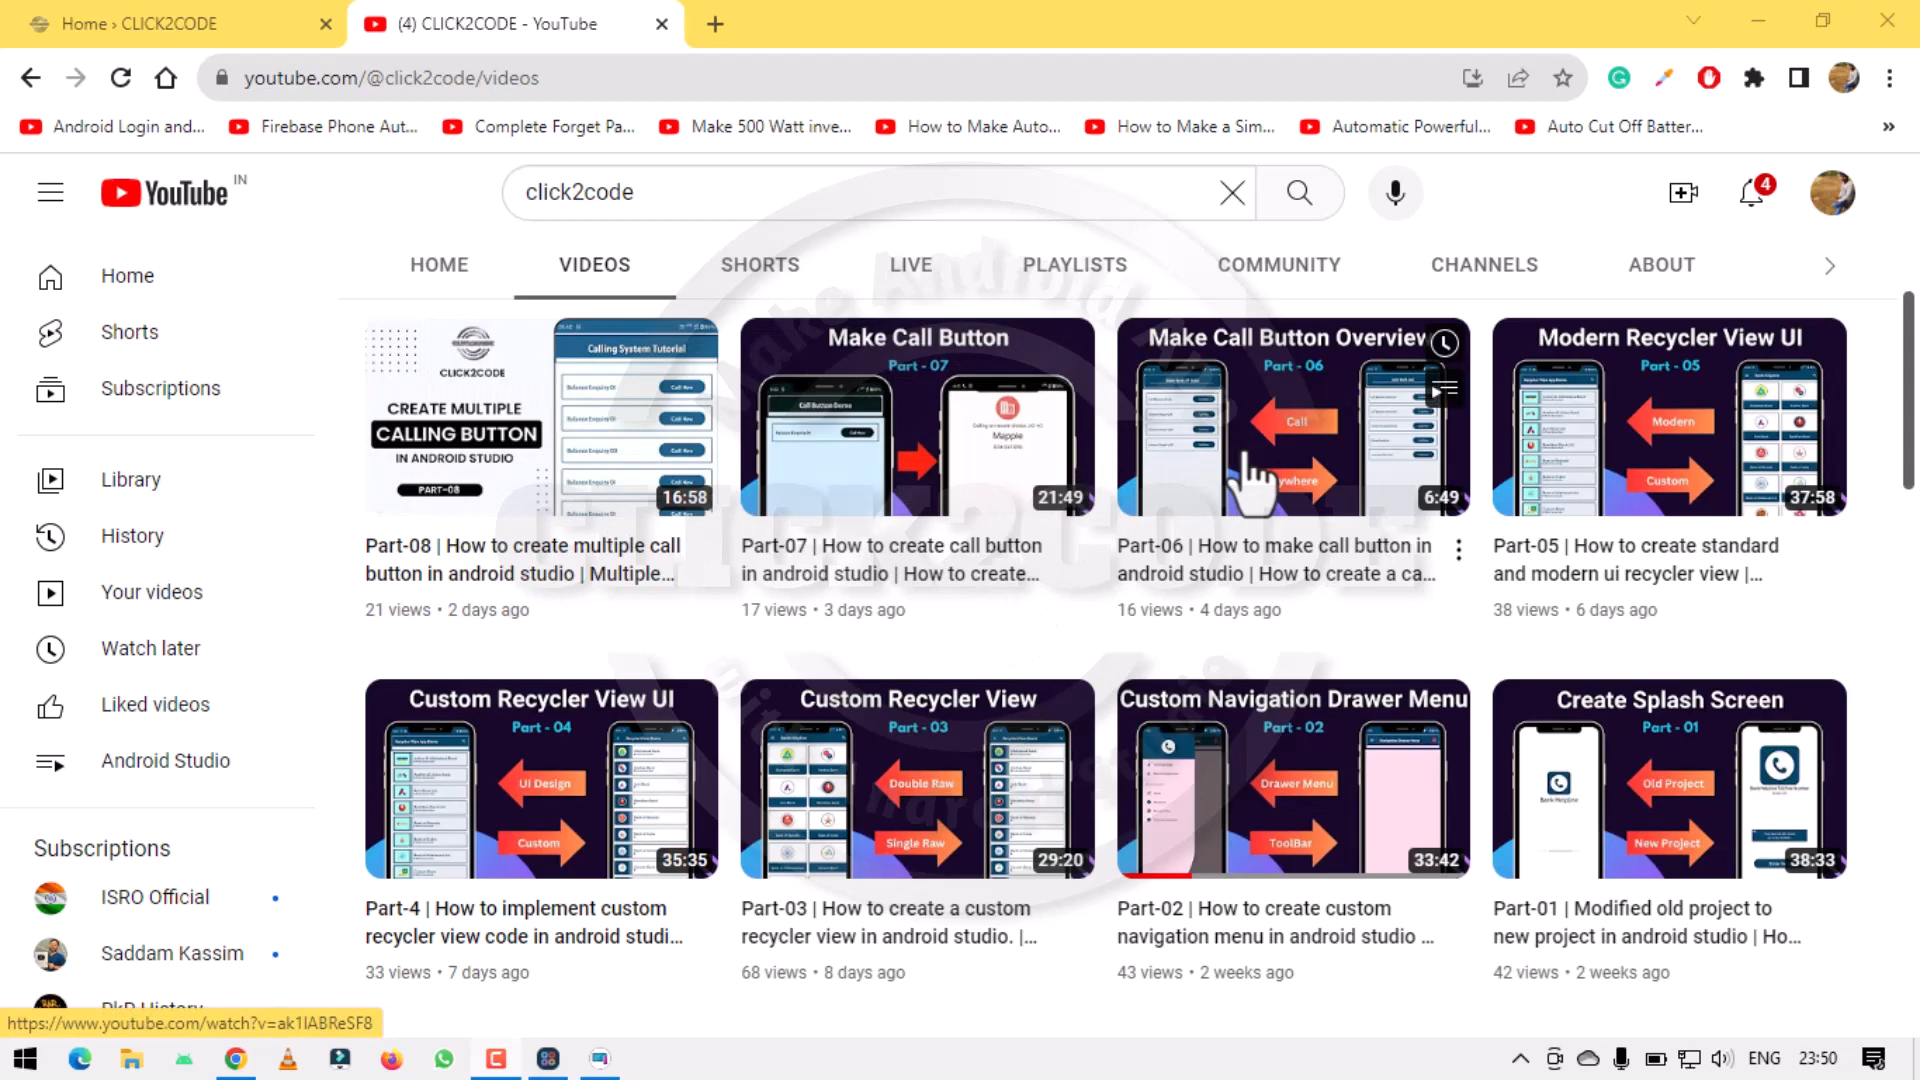 Home › CLICK2CODE
(4) CLICK2CODE - YouTube
youtube.com/@click2code/videos
Android Login and...
Firebase Phone Aut...
Complete Forget Pa...
Make 500 Watt inve...
How to Make Auto...
How to Make a Sim...
Automatic Powerful...
Auto Cut Off Batter...
YouTube IN
click2code
4
HOME
VIDEOS
SHORTS
LIVE
PLAYLISTS
COMMUNITY
CHANNELS
ABOUT
Home
Shorts
Subscriptions
Library
History
Your videos
Watch later
Liked videos
Android Studio
Subscriptions
ISRO Official
Saddam Kassim
CLICK2CODE
CREATE MULTIPLE
CALLING BUTTON
IN ANDROID STUDIO
PART-08
Calling System Tutorial
16:58
Part-08 | How to create multiple call
button in android studio | Multiple...
21 views • 2 days ago
Make Call Button
Part - 07
Call Button Demo
21:49
Part-07 | How to create call button
in android studio | How to create...
17 views • 3 days ago
Make Call Button Overview
Part - 06
Call
ywhere
6:49
Part-06 | How to make call button in
android studio | How to create a ca...
16 views • 4 days ago
Modern Recycler View UI
Part - 05
Modern
Custom
37:58
Part-05 | How to create standard
and modern ui recycler view |...
38 views • 6 days ago
Custom Recycler View UI
Part - 04
UI Design
Custom
35:35
Part-4 | How to implement custom
recycler view code in android studi...
33 views • 7 days ago
Custom Recycler View
Part - 03
Double Raw
Single Raw
29:20
Part-03 | How to create a custom
recycler view in android studio. |...
68 views • 8 days ago
Custom Navigation Drawer Menu
Part - 02
Drawer Menu
ToolBar
33:42
Part-02 | How to create custom
navigation menu in android studio ...
43 views • 2 weeks ago
Create Splash Screen
Part - 01
Old Project
New Project
38:33
Part-01 | Modified old project to
new project in android studio | Ho...
42 views • 2 weeks ago
CLICK2CODE
https://www.youtube.com/watch?v=ak1lABReSF8
ENG
23:50